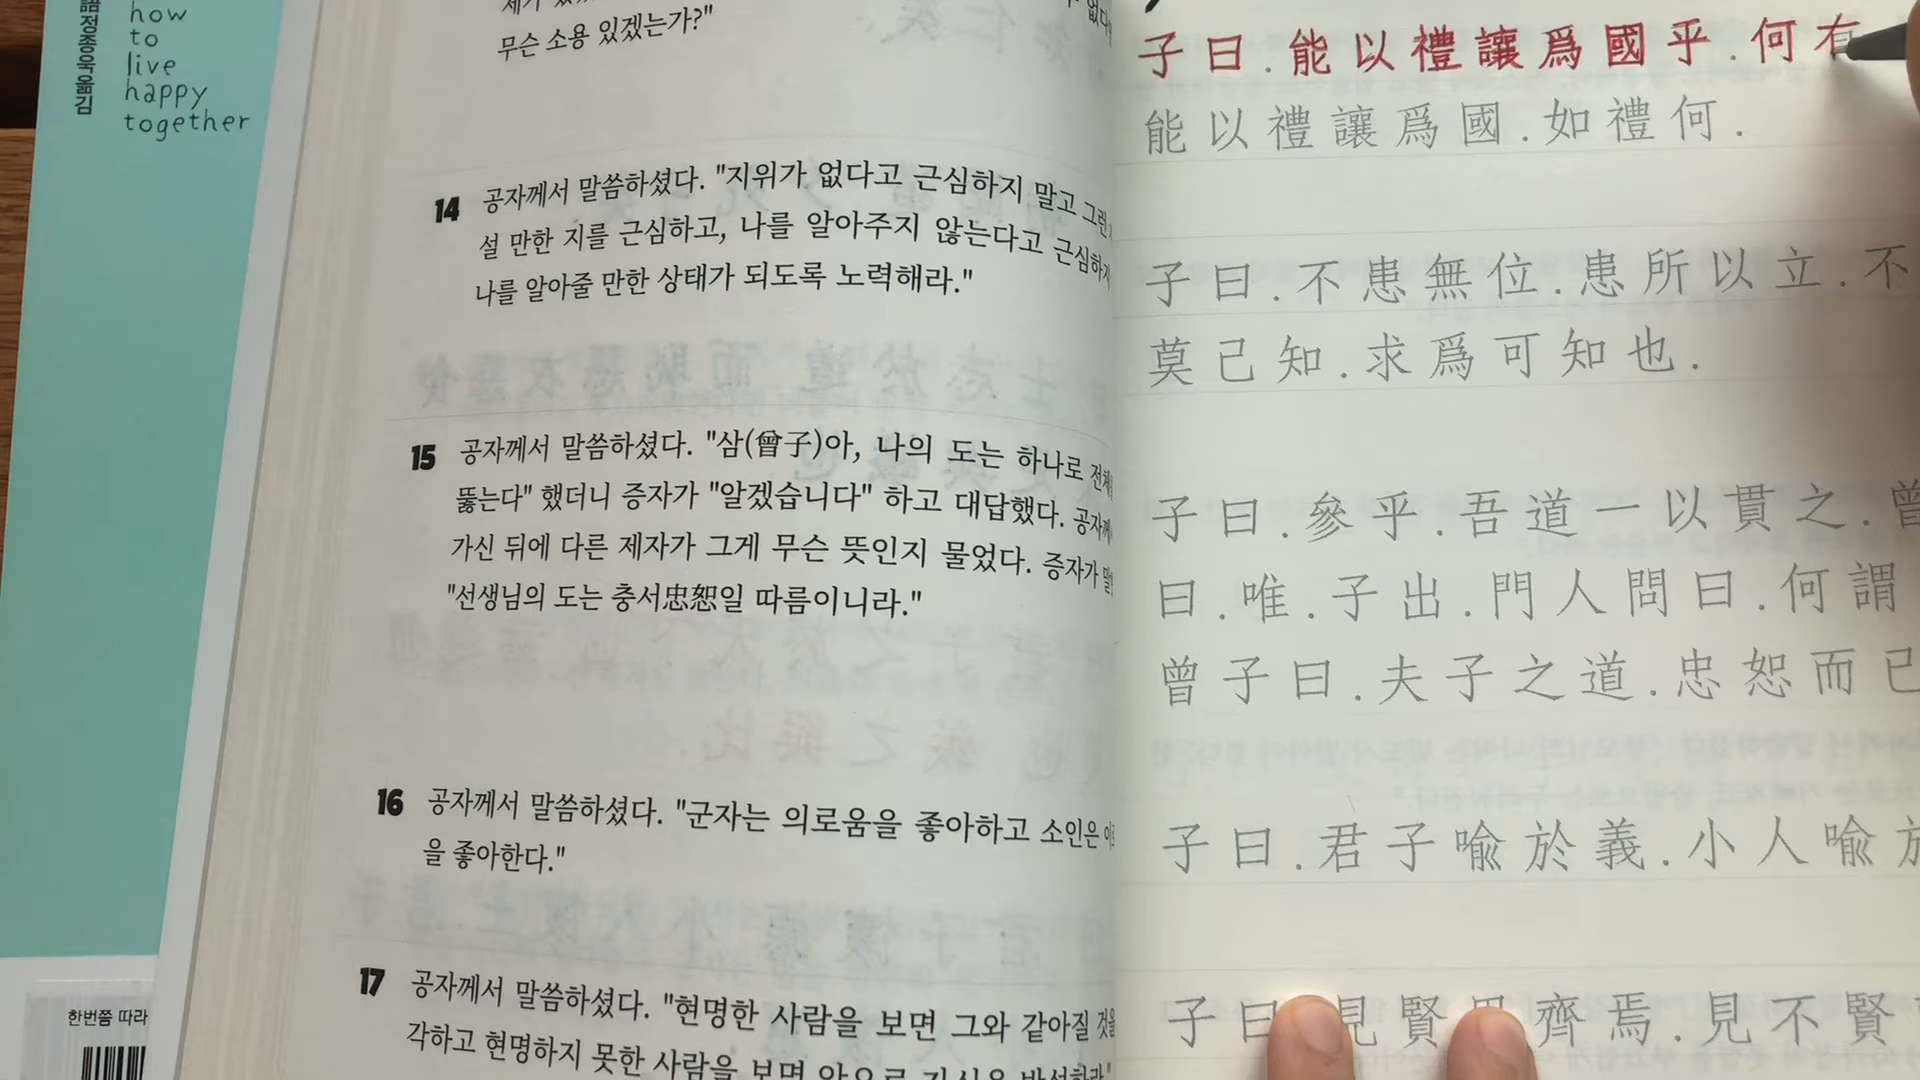 정종욱 옮김
how
to
live
happy
together
한번쯤 따라
무슨 소용 있겠는가?"
14 공자께서 말씀하셨다. "지위가 없다고 근심하지 말고
설 만한 지를 근심하고, 나를 알아주지 않는다고 근심하지
나를 알아줄 만한 상태가 되도록 노력해라."
15 공자께서 말씀하셨다. "삼(曾子)아, 나의 도는 하나로
뚫는다" 했더니 증자가 "알겠습니다" 하고 대답했다.
가신 뒤에 다른 제자가 그게 무슨 뜻인지 물었다. 증자가
"선생님의 도는 충서忠恕일 따름이니라."
16 공자께서 말씀하셨다. "군자는 의로움을 좋아하고 소인은
을 좋아한다."
17 공자께서 말씀하셨다. "현명한 사람을 보면 그와 같아질
각하고 현명하지 못한 사람을 보면
子曰.能以禮讓爲國乎.何有
能以禮讓爲國.如禮何.
子曰.不患無位.患所以立.不
莫己知.求爲可知也.
子曰.參乎.吾道一以貫之.曾
曰.唯.子出.門人問曰.何謂
曾子曰.夫子之道.忠恕而已
子曰.君子喩於義.小人喩於
子曰 見賢 齊焉.見不賢